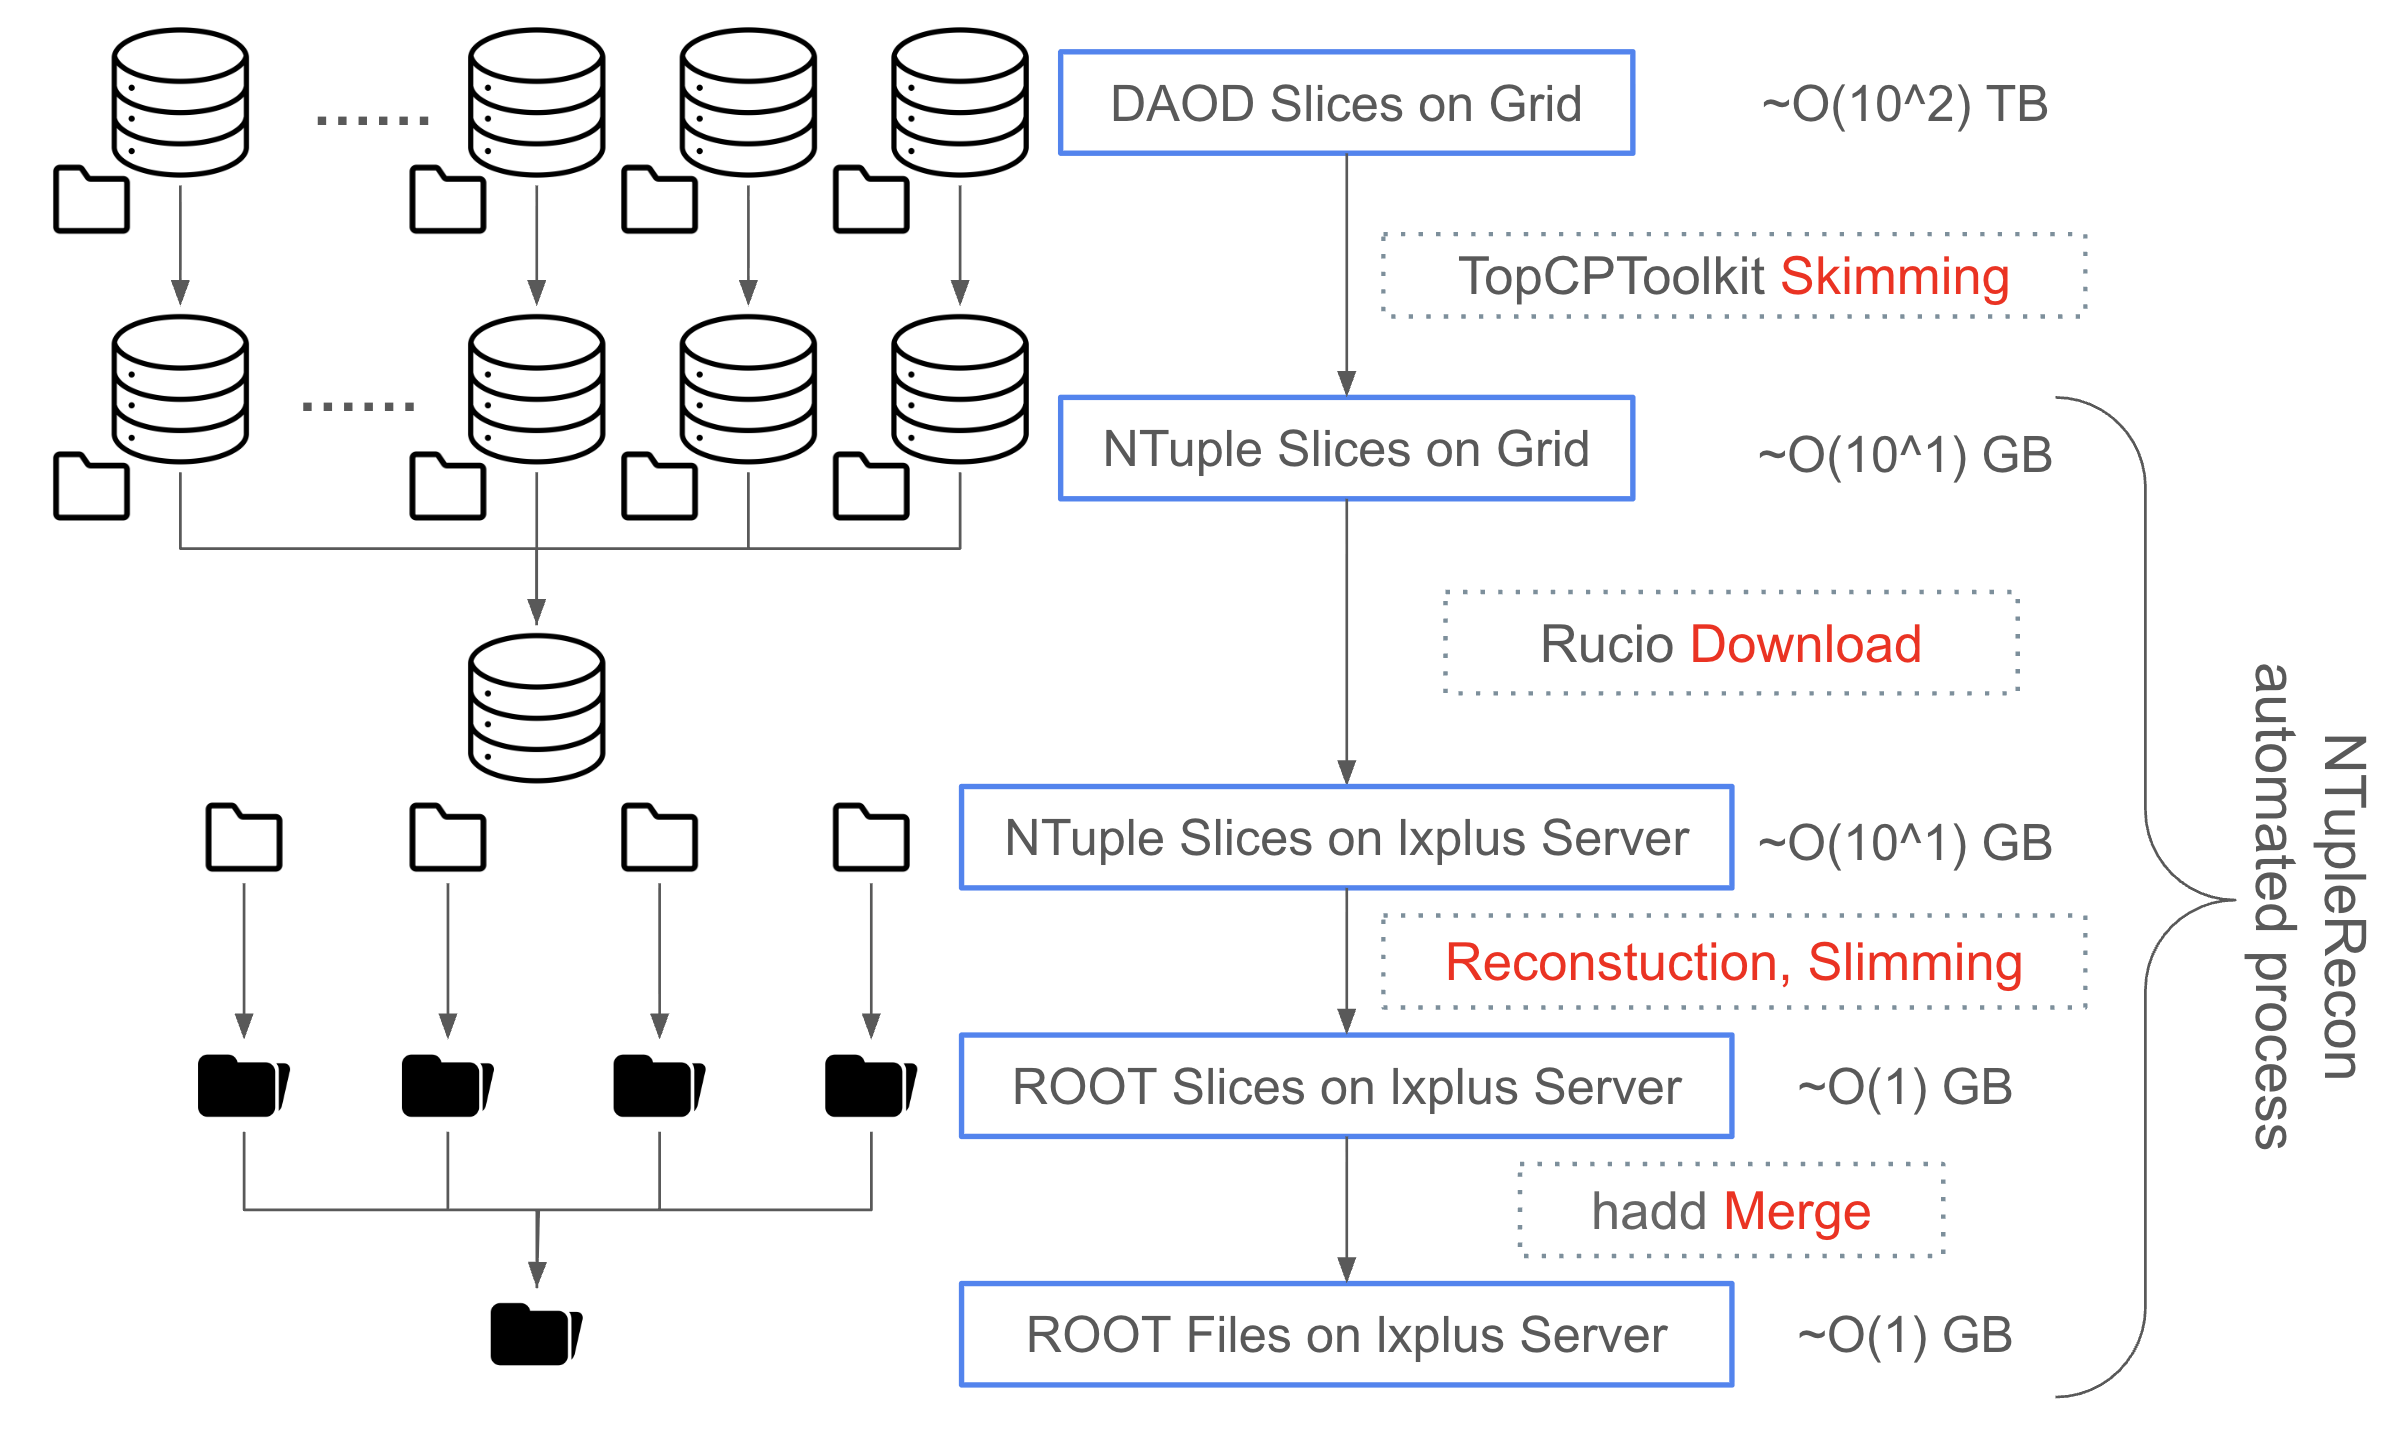 DAOD Slices on Grid
~O(10^2) TB
TopCPToolkit Skimming
NTuple Slices on Grid
~O(10^1) GB
Rucio Download
NTuple Slices on lxplus Server
~O(10^1) GB
Reconstuction, Slimming
ROOT Slices on lxplus Server
~O(1) GB
hadd Merge
ROOT Files on lxplus Server
~O(1) GB
NTupleRecon
automated process